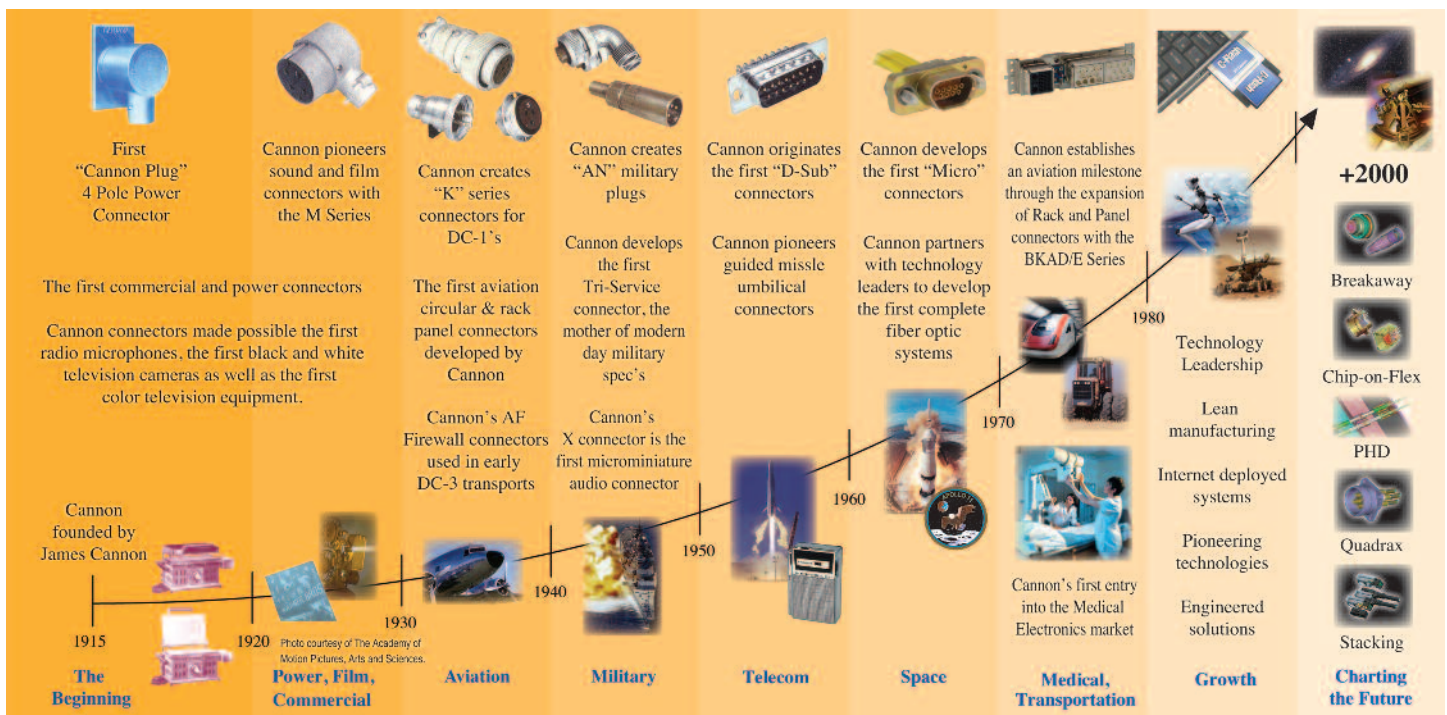 First
“Cannon Plug”
4 Pole Power
Connector
Cannon pioneers
sound and film
connectors with
the M Series
The first commercial and power connectors
Cannon connectors made possible the first
radio microphones, the first black and white
television cameras as well as the first
color television equipment.
Cannon
founded by
James Cannon
Cannon creates
“K” series
connectors for
DC-1’s
The first aviation
circular & rack
panel connectors
developed by
Cannon
Cannon’s AF
Firewall connectors
used in early
DC-3 transports
Cannon creates
“AN” military
plugs
Cannon develops
the first
Tri-Service
connector, the
mother of modern
day military
spec’s
Cannon’s
X connector is the
first microminiature
audio connector
Cannon originates
the first “D-Sub”
connectors
Cannon pioneers
guided missle
umbilical
connectors
Cannon develops
the first “Micro”
connectors
Cannon partners
with technology
leaders to develop
the first complete
fiber optic
systems
APOLLO 11
Cannon establishes
an aviation milestone
through the expansion
of Rack and Panel
connectors with the
BKAD/E Series
Cannon’s first entry
into the Medical
Electronics market
C-Flash
Technology
Leadership
Lean
manufacturing
Internet deployed
systems
Pioneering
technologies
Engineered
solutions
+2000
Breakaway
Chip-on-Flex
PHD
Quadrax
Stacking
1915
1920
1930
1940
1950
1960
1970
1980
Photo courtesy of The Academy of
Motion Pictures, Arts and Sciences.
The
Beginning
Power, Film,
Commercial
Aviation
Military
Telecom
Space
Medical,
Transportation
Growth
Charting
the Future